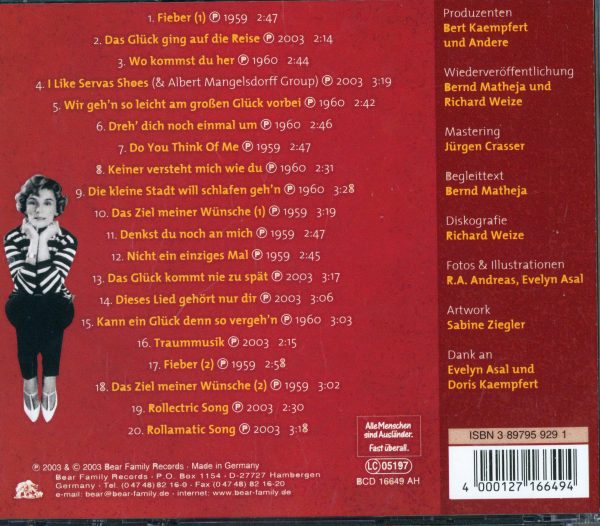 1. Fieber (1) ℗ 1959 2:47
2. Das Glück ging auf die Reise ℗ 2003 2:14
3. Wo kommst du her ℗ 1960 2:44
4. I Like Servas Shoes (& Albert Mangelsdorff Group) ℗ 2003 3:19
5. Wir geh'n so leicht am großen Glück vorbei ℗ 1960 2:42
6. Dreh' dich noch einmal um ℗ 1960 2:46
7. Do You Think Of Me ℗ 1959 2:47
8. Keiner versteht mich wie du ℗ 1960 2:31
9. Die kleine Stadt will schlafen geh'n ℗ 1960 3:28
10. Das Ziel meiner Wünsche (1) ℗ 1959 3:19
11. Denkst du noch an mich ℗ 1959 2:47
12. Nicht ein einziges Mal ℗ 1959 2:45
13. Das Glück kommt nie zu spät ℗ 2003 3:17
14. Dieses Lied gehört nur dir ℗ 2003 3:06
15. Kann ein Glück denn so vergeh'n ℗ 1960 3:03
16. Traummusik ℗ 2003 2:15
17. Fieber (2) ℗ 1959 2:58
18. Das Ziel meiner Wünsche (2) ℗ 1959 3:02
19. Rollectric Song ℗ 2003 2:30
20. Rollamatic Song ℗ 2003 3:18
℗ 2003 & © 2003 Bear Family Records - Made in Germany
Bear Family Records - P.O. Box 1154 - D-27727 Hambergen
Germany - Tel. (0 47 48) 82 16-0 - Fax (0 47 48) 82 16-20
e-mail: bear@bear-family.de - internet: www.bear-family.de
Alle Menschen
sind Ausländer.
Fast überall.
LC 05197
BCD 16649 AH
Produzenten
Bert Kaempfert
und Andere
Wiederveröffentlichung
Bernd Matheja und
Richard Weize
Mastering
Jürgen Crasser
Begleittext
Bernd Matheja
Diskografie
Richard Weize
Fotos & Illustrationen
R.A. Andreas, Evelyn Asal
Artwork
Sabine Ziegler
Dank an
Evelyn Asal und
Doris Kaempfert
ISBN 3 89795 929 1
4 000127 166494